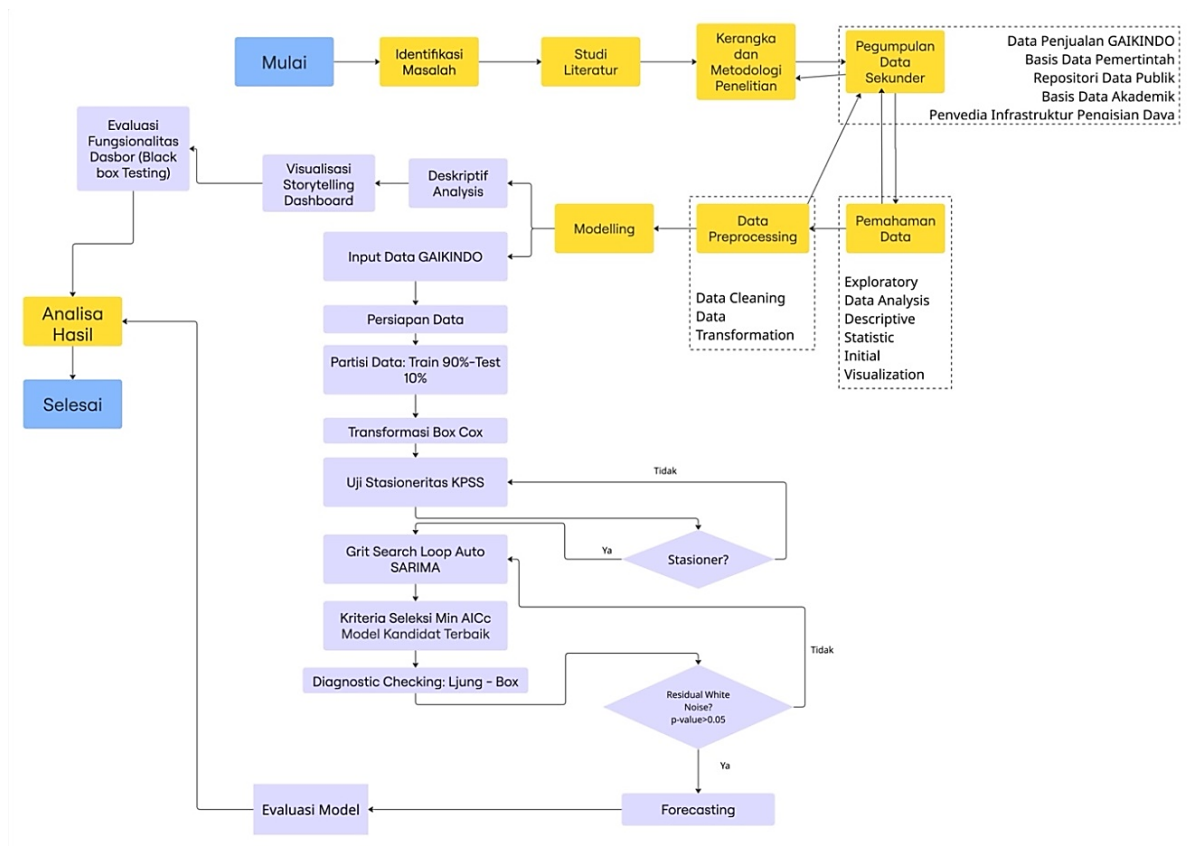 Mulai
Identifikasi
Masalah
Studi
Literatur
Kerangka
dan
Metodologi
Penelitian
Pegumpulan
Data
Sekunder
Data Penjualan GAIKINDO
Basis Data Pemertintah
Repositori Data Publik
Basis Data Akademik
Penyedia Infrastruktur Pengisian Daya
Evaluasi
Fungsionalitas
Dasbor (Black
box Testing)
Visualisasi
Storytelling
Dashboard
Deskriptif
Analysis
Modelling
Data
Preprocessing
Pemahaman
Data
Data Cleaning
Data
Transformation
Exploratory
Data Analysis
Descriptive
Statistic
Initial
Visualization
Input Data GAIKINDO
Persiapan Data
Partisi Data: Train 90%-Test
10%
Transformasi Box Cox
Uji Stasioneritas KPSS
Tidak
Stasioner?
Ya
Grit Search Loop Auto
SARIMA
Kriteria Seleksi Min AICc
Model Kandidat Terbaik
Diagnostic Checking: Ljung - Box
Residual White
Noise?
p-value>0.05
Tidak
Ya
Forecasting
Evaluasi Model
Analisa
Hasil
Selesai